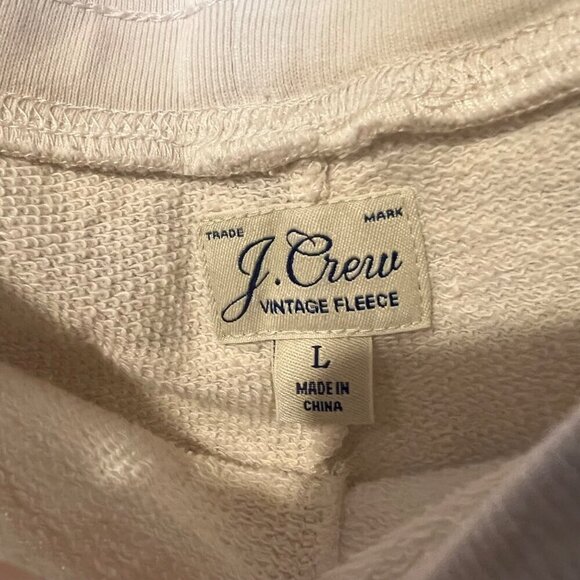 TRADE MARK
J. Crew
VINTAGE FLEECE
L
MADE IN
CHINA